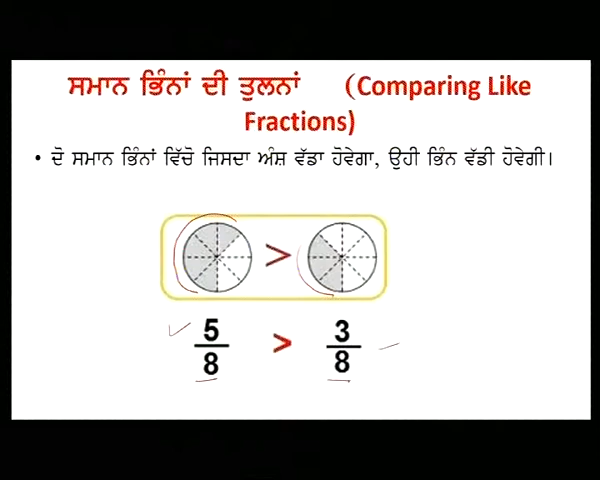 ਸਮਾਨ ਭਿੰਨਾਂ ਦੀ ਤੁਲਨਾਂ (Comparing Like
Fractions)
• ਦੋ ਸਮਾਨ ਭਿੰਨਾਂ ਵਿੱਚੋ ਜਿਸਦਾ ਅੰਸ਼ ਵੱਡਾ ਹੋਵੇਗਾ, ਉਹੀ ਭਿੰਨ ਵੱਡੀ ਹੋਵੇਗੀ।
>
5/8 > 3/8